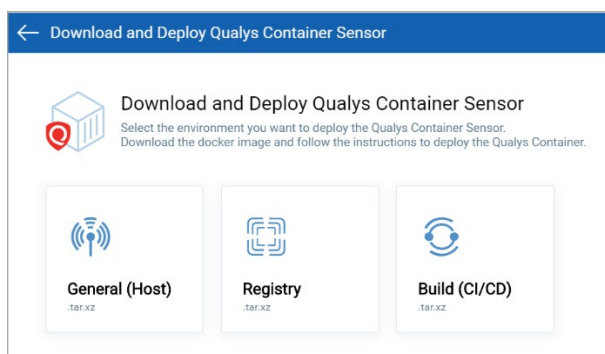 Download and Deploy Qualys Container Sensor
Download and Deploy Qualys Container Sensor
Select the environment you want to deploy the Qualys Container Sensor.
Download the docker image and follow the instructions to deploy the Qualys Container.
General (Host)
.tar.xz
Registry
.tar.xz
Build (CI/CD)
.tar.xz